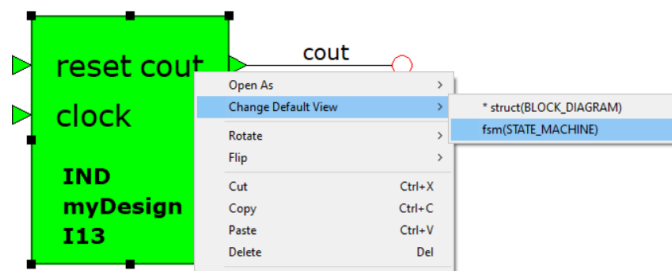 cout
reset cout
clock
IND
myDesign
I13
Open As
Change Default View
* struct(BLOCK_DIAGRAM)
fsm(STATE_MACHINE)
Rotate
Flip
Cut Ctrl+X
Copy Ctrl+C
Paste Ctrl+V
Delete Del